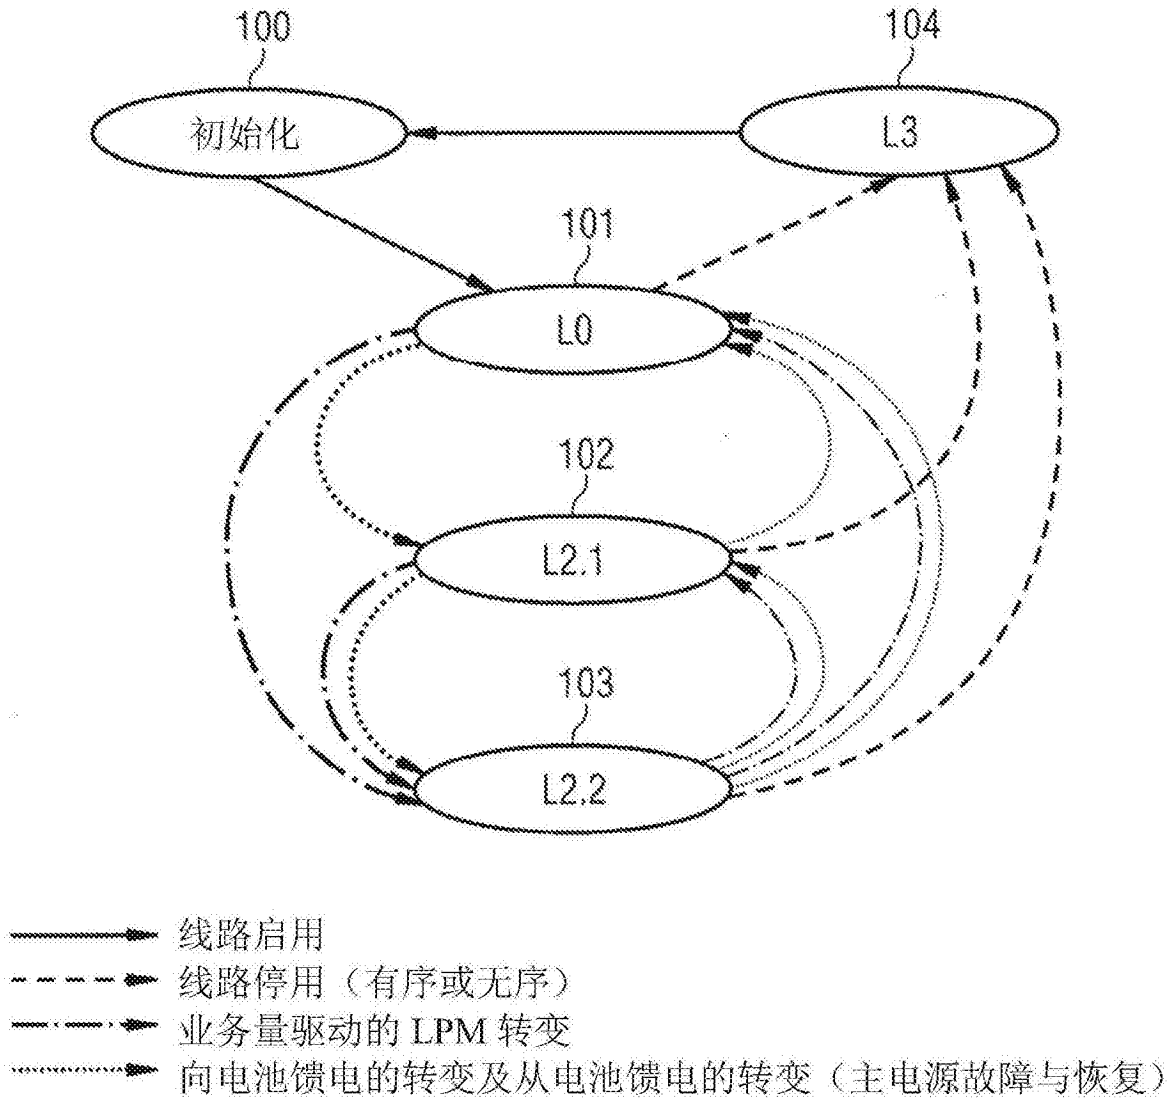 100
104
初始化
L3
101
L0
102
L2.1
103
L2.2
线路启用
线路停用（有序或无序）
业务量驱动的 LPM 转变
向电池馈电的转变及从电池馈电的转变（主电源故障与恢复）